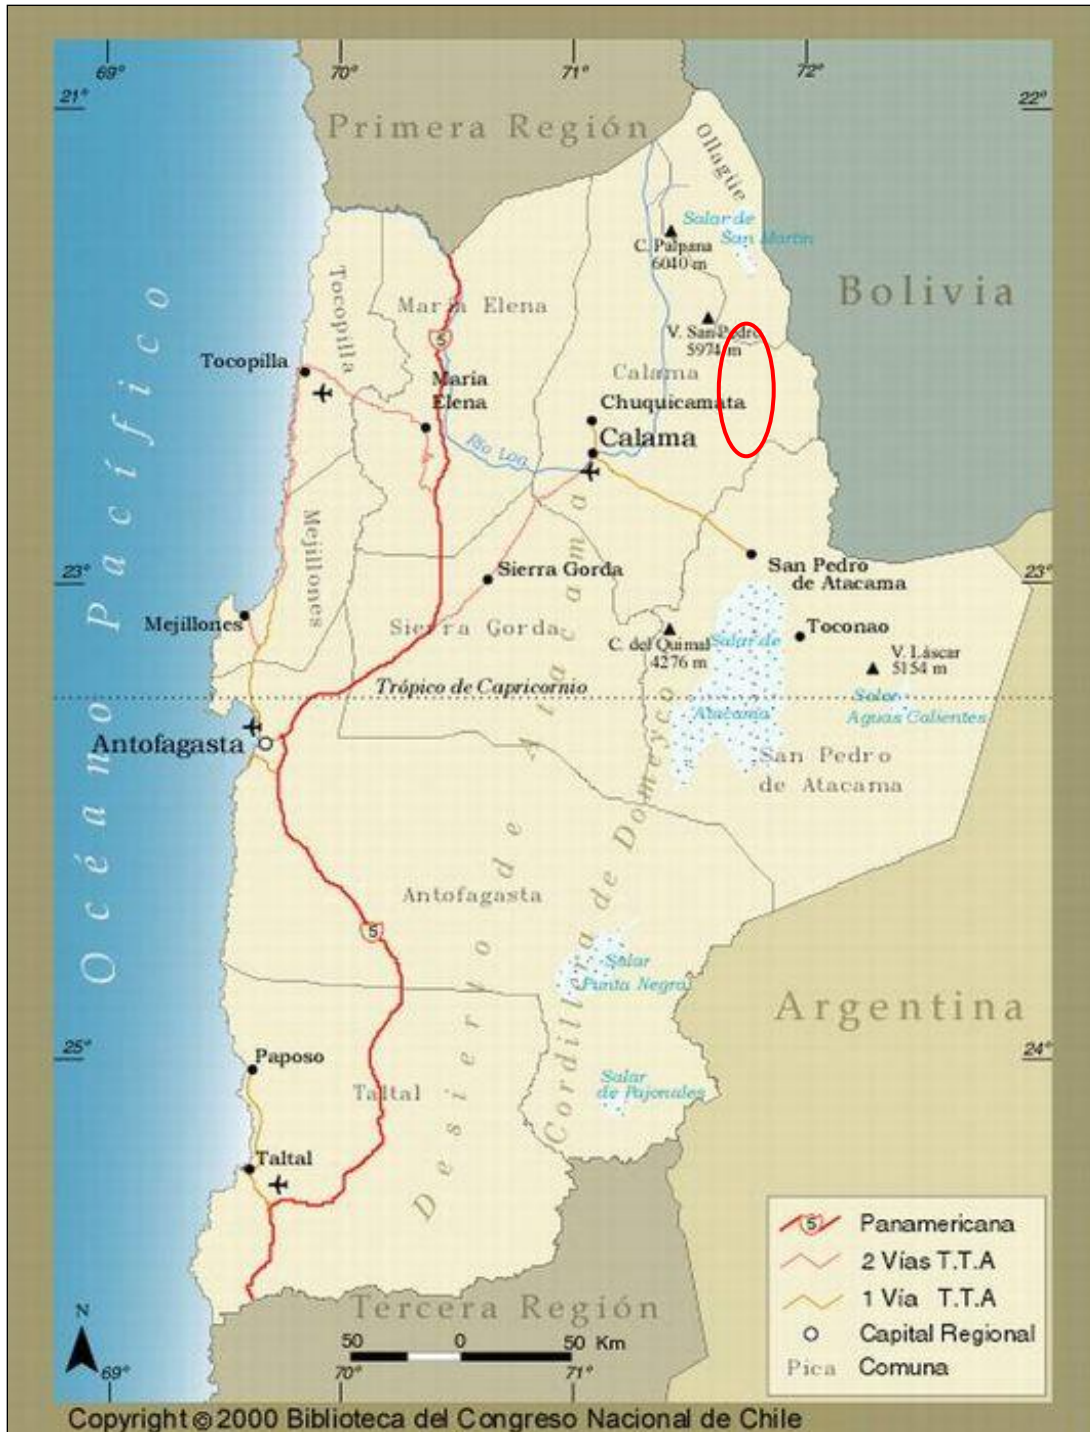 69°
70°
71°
72°
21°
22°
Primera Región
Ollagüe
Salar de
San Martín
C. Palpana
6040 m
Bolivia
Tocopilla
María Elena
5
V. San Pedro
5974 m
Tocopilla
Calama
María
Elena
Chuquicamata
Calama
Río Loa
Océano Pacífico
Mejillones
23°
Sierra Gorda
San Pedro
de Atacama
23°
Mejillones
Sierra Gorda
C. del Quimal
4276 m
Salar de
Atacama
Toconao
V. Láscar
5154 m
Trópico de Capricornio
Salar
Aguas Calientes
Antofagasta
San Pedro
de Atacama
Desierto de Atacama
Cordillera de Domeyco
Antofagasta
5
Salar
Punta Negra
Argentina
25°
24°
Paposo
Taltal
Salar
de Pajonales
Taltal
5 Panamericana
2 Vías T.T.A
1 Vía T.T.A
Capital Regional
Pica Comuna
Tercera Región
N
50 0 50 Km
69°
70°
71°
Copyright © 2000 Biblioteca del Congreso Nacional de Chile